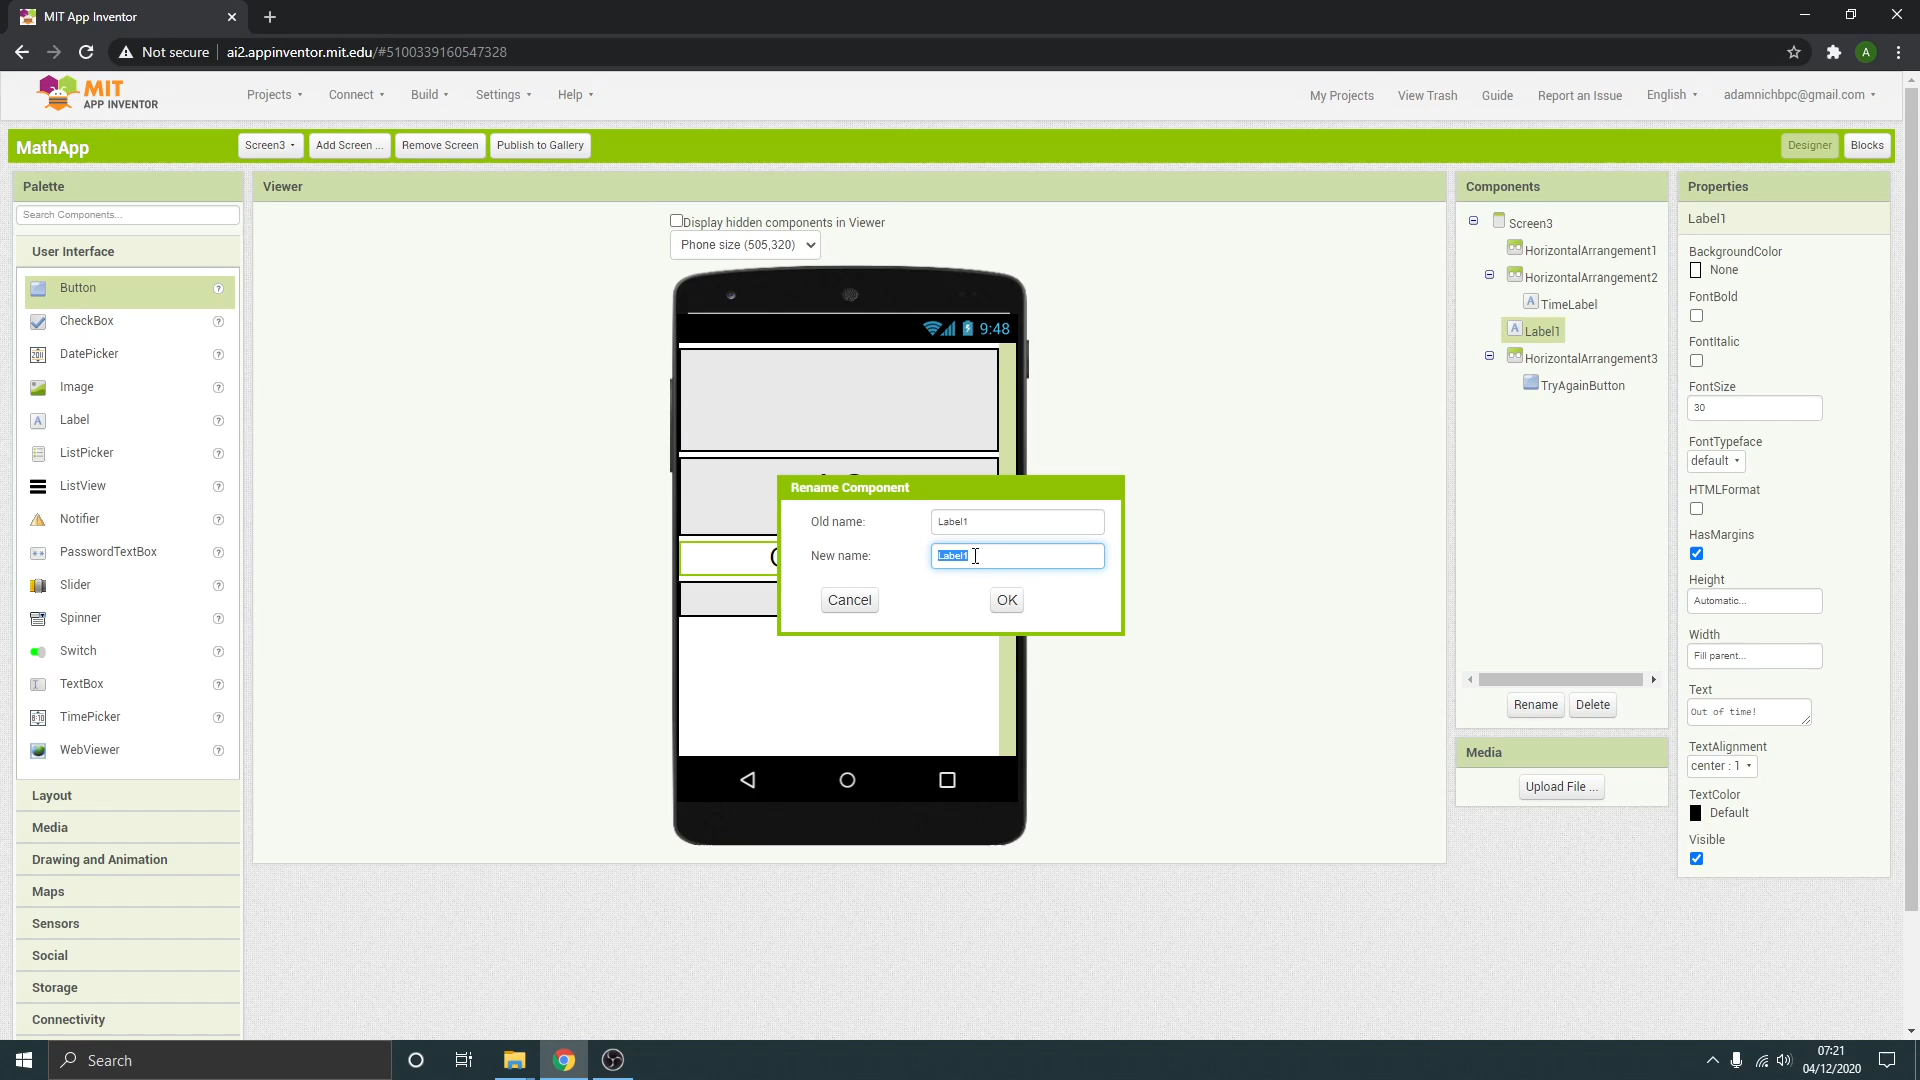 MIT App Inventor
Not secure
ai2.appinventor.mit.edu/#5100339160547328
A
MIT
APP INVENTOR
Projects
Connect
Build
Settings
Help
My Projects
View Trash
Guide
Report an Issue
English
adamnichbpc@gmail.com
MathApp
Screen3
Add Screen ...
Remove Screen
Publish to Gallery
Designer
Blocks
Palette
Search Components...
User Interface
Button
CheckBox
DatePicker
Image
Label
ListPicker
ListView
Notifier
PasswordTextBox
Slider
Spinner
Switch
TextBox
TimePicker
WebViewer
Layout
Media
Drawing and Animation
Maps
Sensors
Social
Storage
Connectivity
Viewer
Display hidden components in Viewer
Phone size (505,320)
9:48
Rename Component
Old name:
Label1
New name:
Label1
Cancel
OK
Components
Screen3
HorizontalArrangement1
HorizontalArrangement2
TimeLabel
Label1
HorizontalArrangement3
TryAgainButton
Rename
Delete
Media
Upload File ...
Properties
Label1
BackgroundColor
None
FontBold
FontItalic
FontSize
30
FontTypeface
default
HTMLFormat
HasMargins
Height
Automatic...
Width
Fill parent...
Text
Out of time!
TextAlignment
center : 1
TextColor
Default
Visible
Search
07:21
04/12/2020